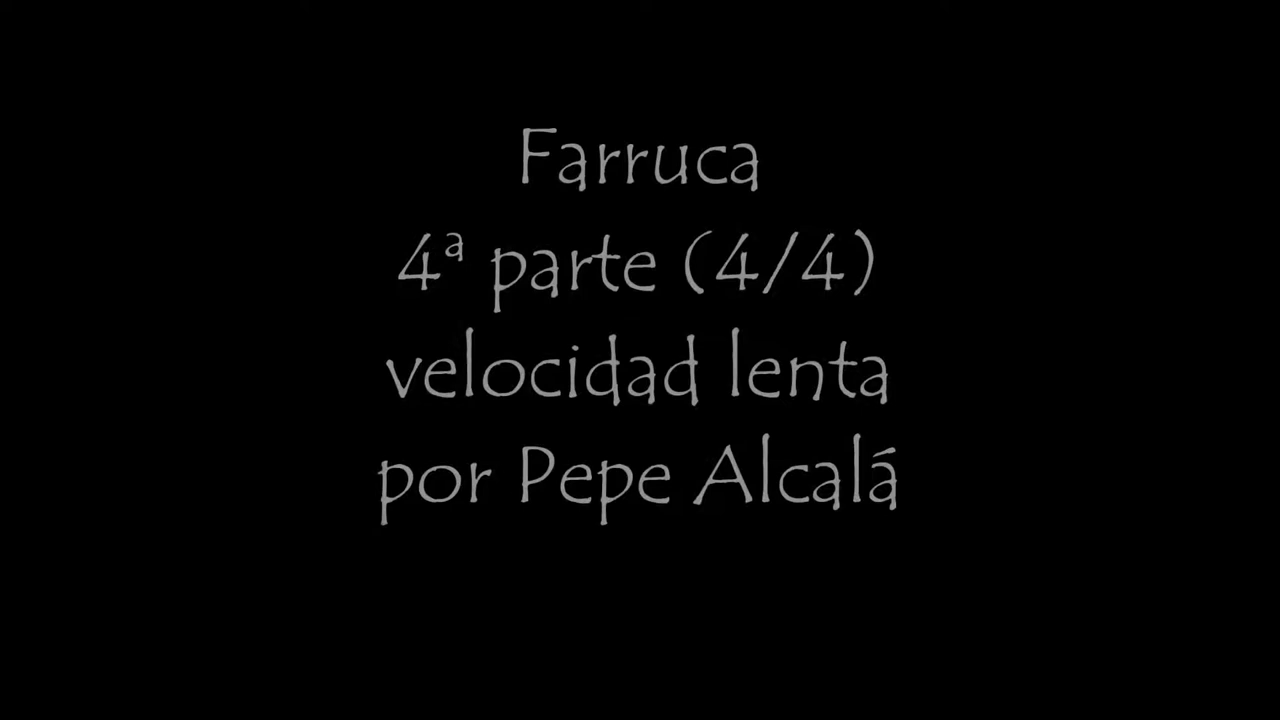 Farruca
4ª parte (4/4)
velocidad lenta
por Pepe Alcalá